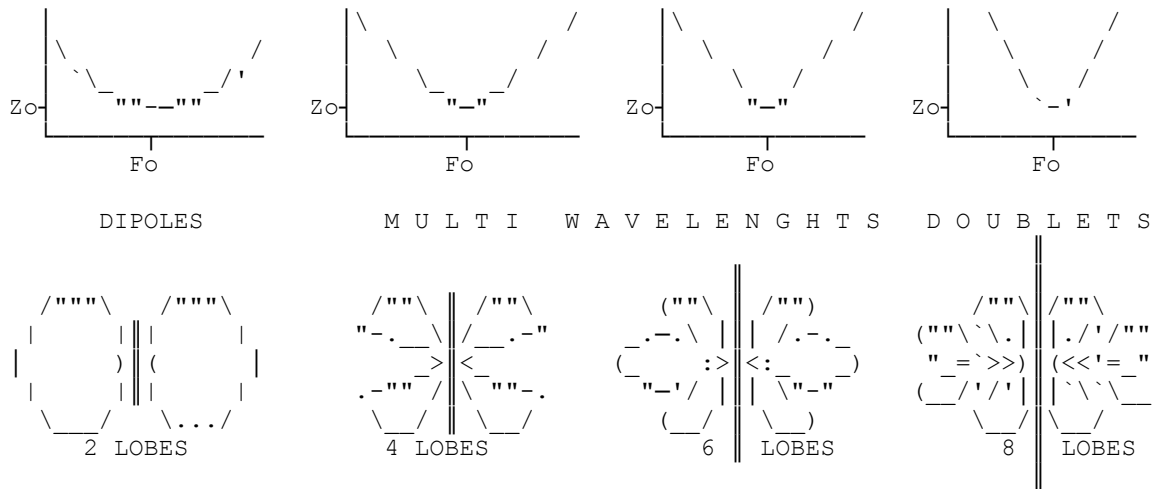 Zo Zo Zo Zo
Fo Fo Fo Fo
DIPOLES M U L T I W A V E L E N G H T S D O U B L E T S
2 LOBES 4 LOBES 6 LOBES 8 LOBES